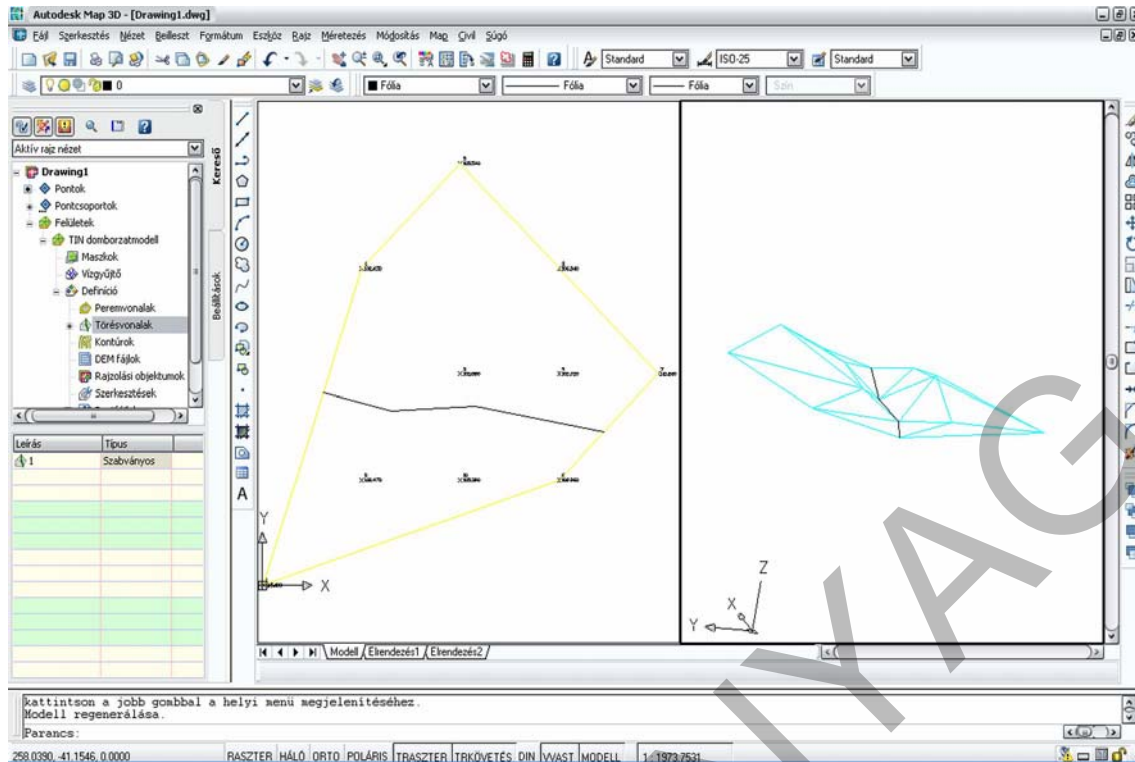 Autodesk Map 3D - [Drawing1.dwg]
Fájl Szerkesztés Nézet Beilleszt Formátum Eszköz Rajz Méretezés Módosítás Map Civil Súgó
Standard ISO-25 Standard
0 Fólia Fólia Fólia Szín
Aktív rajz nézet
Kereső
Beállítások
Drawing1
Pontok
Pontcsoportok
Felületek
TIN domborzatmodell
Maszkok
Vízgyűjtő
Definíció
Peremvonalak
Törésvonalak
Kontúrok
DEM fájlok
Rajzolási objektumok
Szerkesztések
Leírás Típus
1 Szabványos
Y
X
Z
X
Y
Modell Elrendezés1 Elrendezés2
kattintson a jobb gombbal a helyi menü megjelenítéséhez.
Modell regenerálása.
Parancs:
258.0390, -41.1546, 0.0000 RASZTER HÁLÓ ORTO POLÁRIS TRASZTER TRKÖVETÉS DIN VVAST MODELL 1:1973.7531
YAG